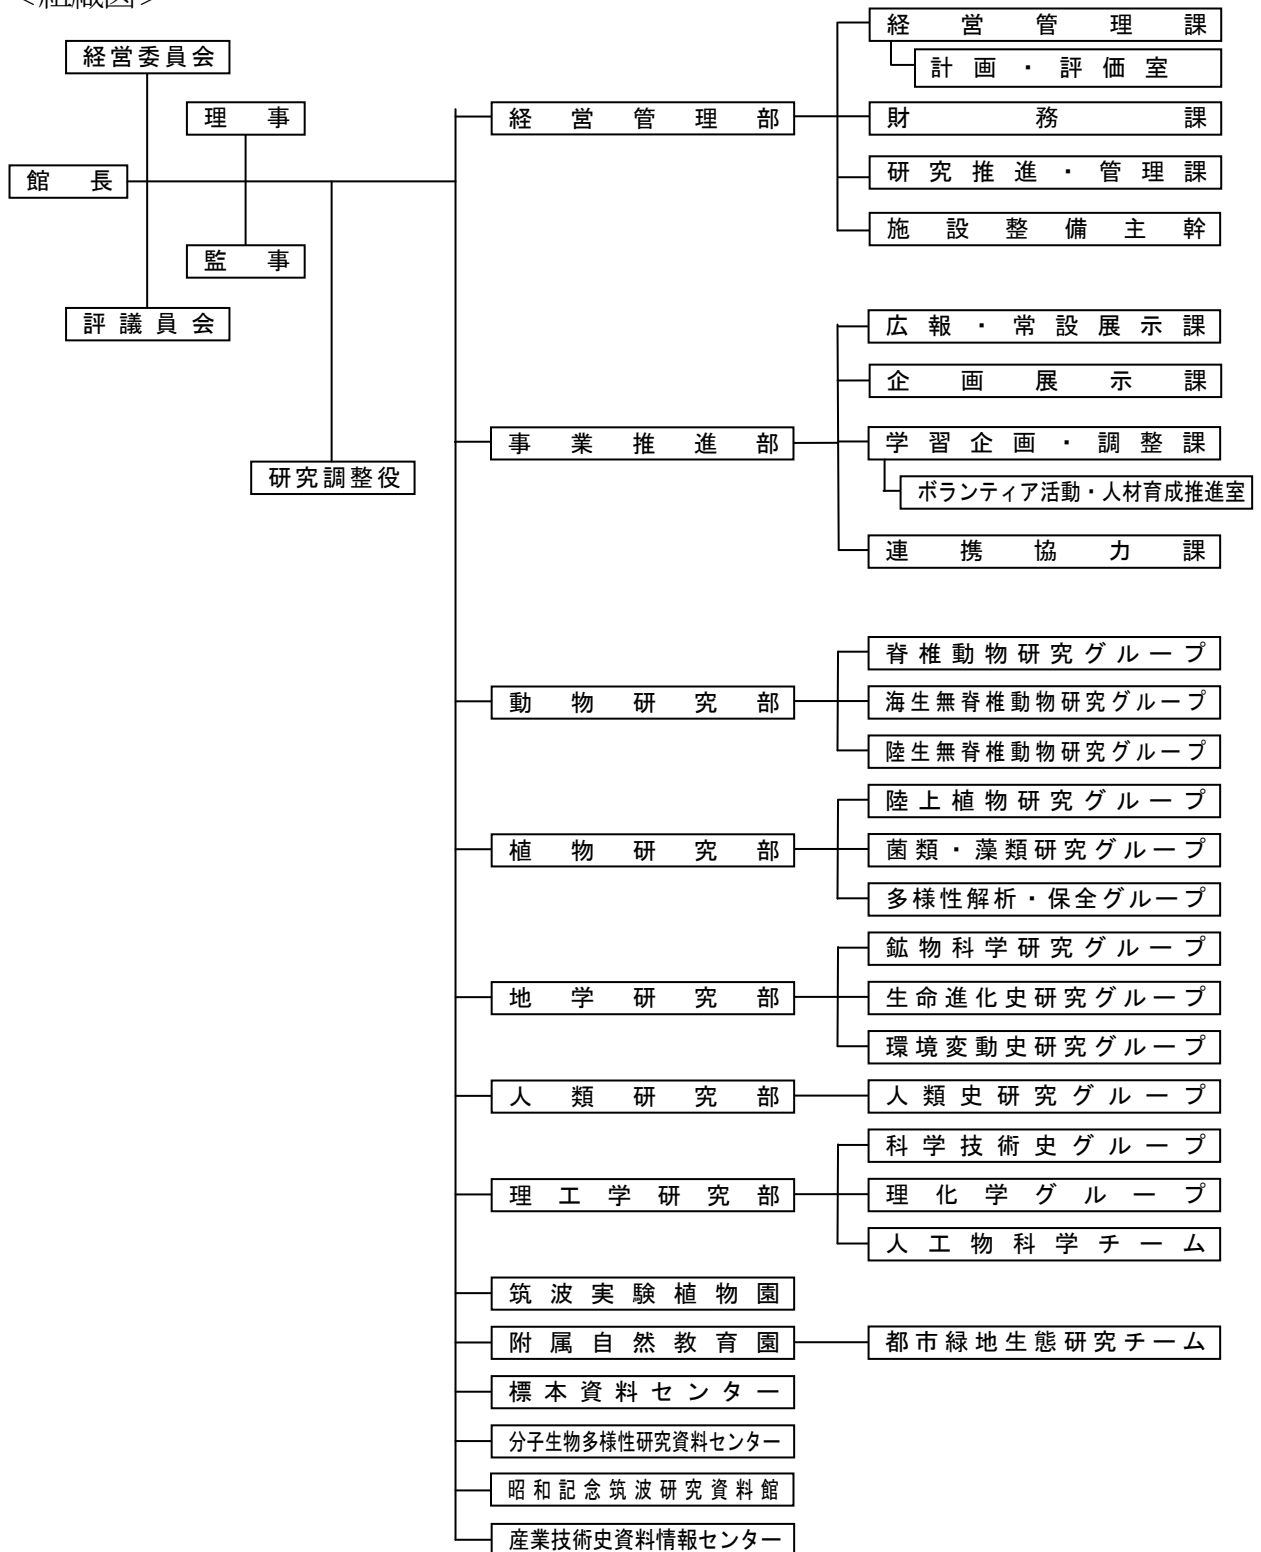 <組織図>
経営委員会
理事
館長
監事
評議員会
研究調整役
経営管理部
経営管理課
計画・評価室
財務課
研究推進・管理課
施設整備主幹
事業推進部
広報・常設展示課
企画展示課
学習企画・調整課
ボランティア活動・人材育成推進室
連携協力課
動物研究部
脊椎動物研究グループ
海生無脊椎動物研究グループ
陸生無脊椎動物研究グループ
植物研究部
陸上植物研究グループ
菌類・藻類研究グループ
多様性解析・保全グループ
地学研究部
鉱物科学研究グループ
生命進化史研究グループ
環境変動史研究グループ
人類研究部
人類史研究グループ
理工学研究部
科学技術史グループ
理化学グループ
人工物科学チーム
筑波実験植物園
附属自然教育園
都市緑地生態研究チーム
標本資料センター
分子生物多様性研究資料センター
昭和記念筑波研究資料館
産業技術史資料情報センター